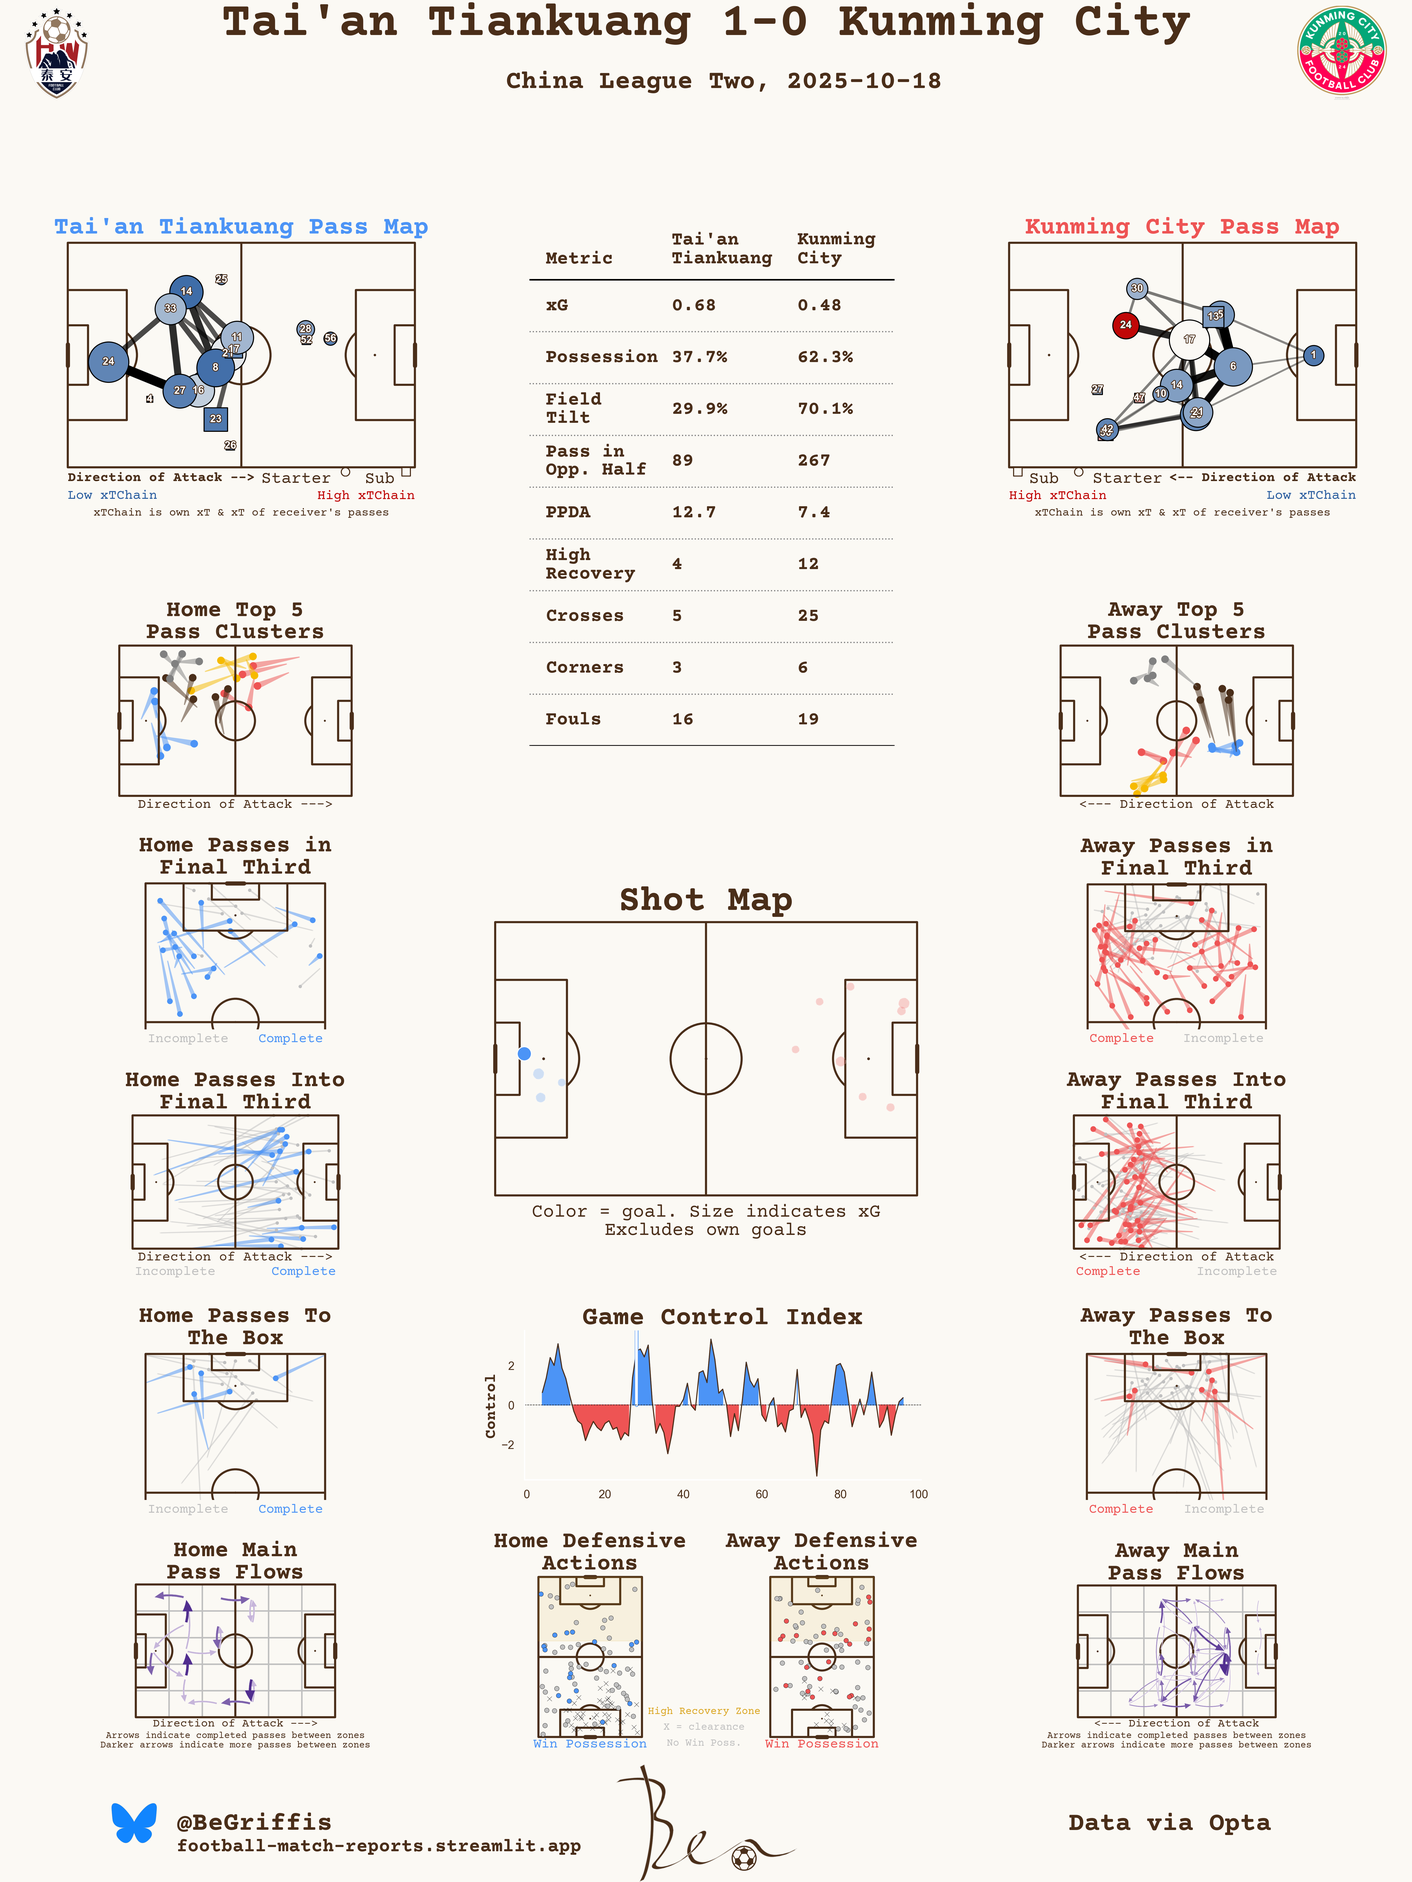 Tai'an Tiankuang 1-0 Kunming City
China League Two, 2025-10-18
泰 安
KUNMING CITY
FOOTBALL CLUB
Tai'an Tiankuang Pass Map
14
25
33
11
17
21
28
52
56
24
8
27
16
4
23
26
Direction of Attack --> Starter Sub
Low xTChain High xTChain
xTChain is own xT & xT of receiver's passes
Metric Tai'an Tiankuang Kunming City
xG 0.68 0.48
Possession 37.7% 62.3%
Field Tilt 29.9% 70.1%
Pass in Opp. Half 89 267
PPDA 12.7 7.4
High Recovery 4 12
Crosses 5 25
Corners 3 6
Fouls 16 19
Kunming City Pass Map
30
24
13
5
17
1
6
14
27
10
47
21
42
Sub Starter <-- Direction of Attack
High xTChain Low xTChain
xTChain is own xT & xT of receiver's passes
Home Top 5
Pass Clusters
Direction of Attack --->
Home Passes in
Final Third
Incomplete Complete
Home Passes Into
Final Third
Direction of Attack --->
Incomplete Complete
Home Passes To
The Box
Incomplete Complete
Home Main
Pass Flows
Direction of Attack --->
Arrows indicate completed passes between zones
Darker arrows indicate more passes between zones
Shot Map
Color = goal. Size indicates xG
Excludes own goals
Game Control Index
Control
2
0
−2
0 20 40 60 80 100
Home Defensive
Actions
Win Possession
Away Defensive
Actions
Win Possession
High Recovery Zone
X = clearance
No Win Poss.
Away Top 5
Pass Clusters
<--- Direction of Attack
Away Passes in
Final Third
Complete Incomplete
Away Passes Into
Final Third
<--- Direction of Attack
Complete Incomplete
Away Passes To
The Box
Complete Incomplete
Away Main
Pass Flows
<--- Direction of Attack
Arrows indicate completed passes between zones
Darker arrows indicate more passes between zones
@BeGriffis
football-match-reports.streamlit.app
Ben
Data via Opta